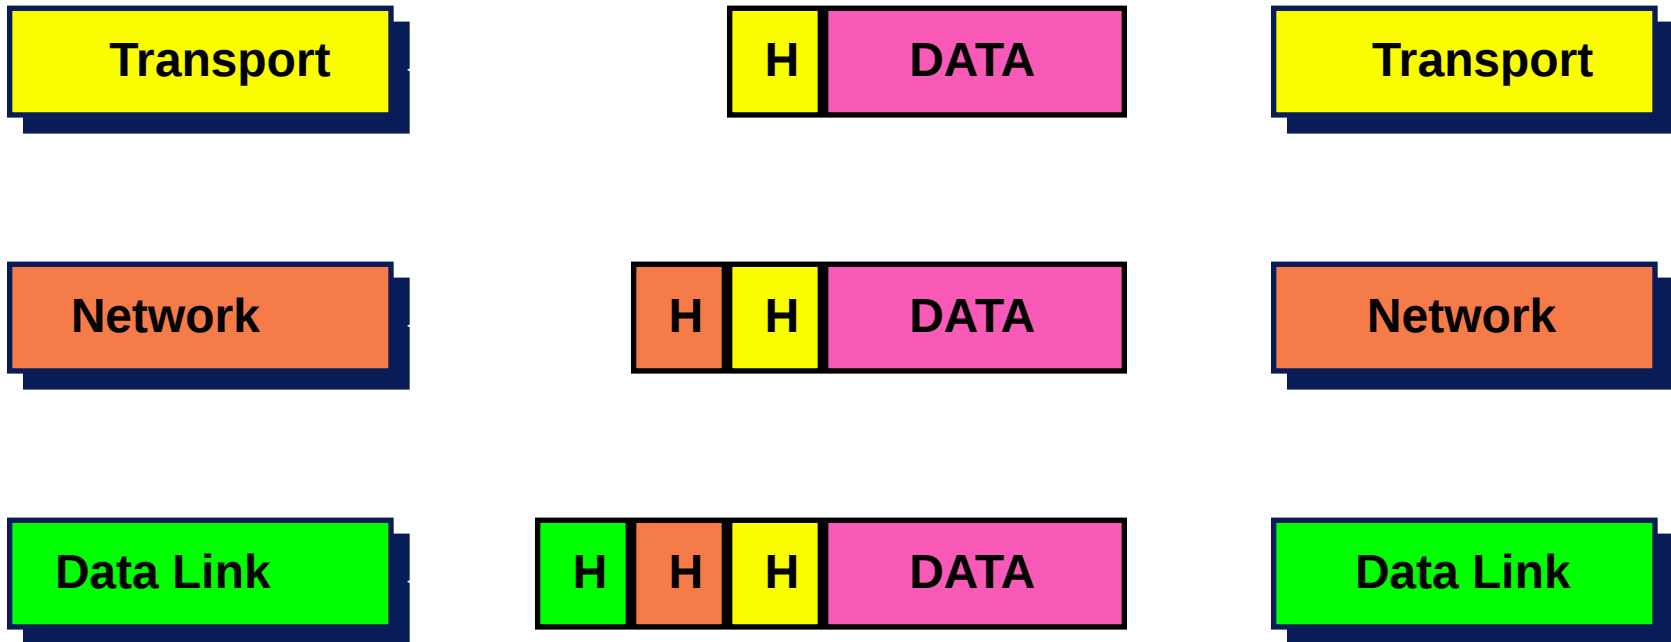 Transport H DATA Transport
Network H H DATA Network
Data Link H H H DATA Data Link